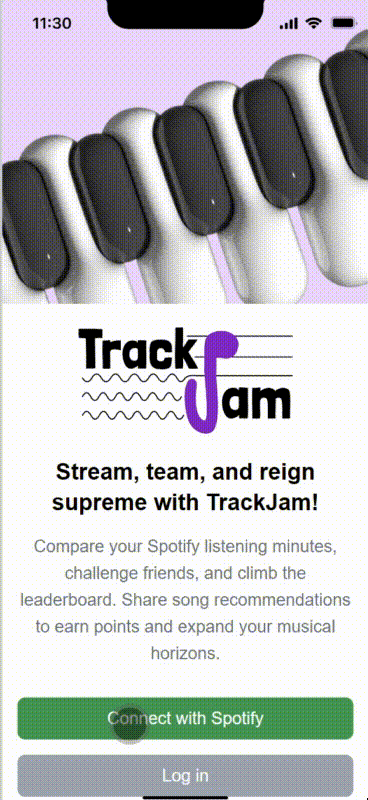 11:30
Track
Jam
Stream, team, and reign
supreme with TrackJam!
Compare your Spotify listening minutes,
challenge friends, and climb the
leaderboard. Share song recommendations
to earn points and expand your musical
horizons.
Connect with Spotify
Log in